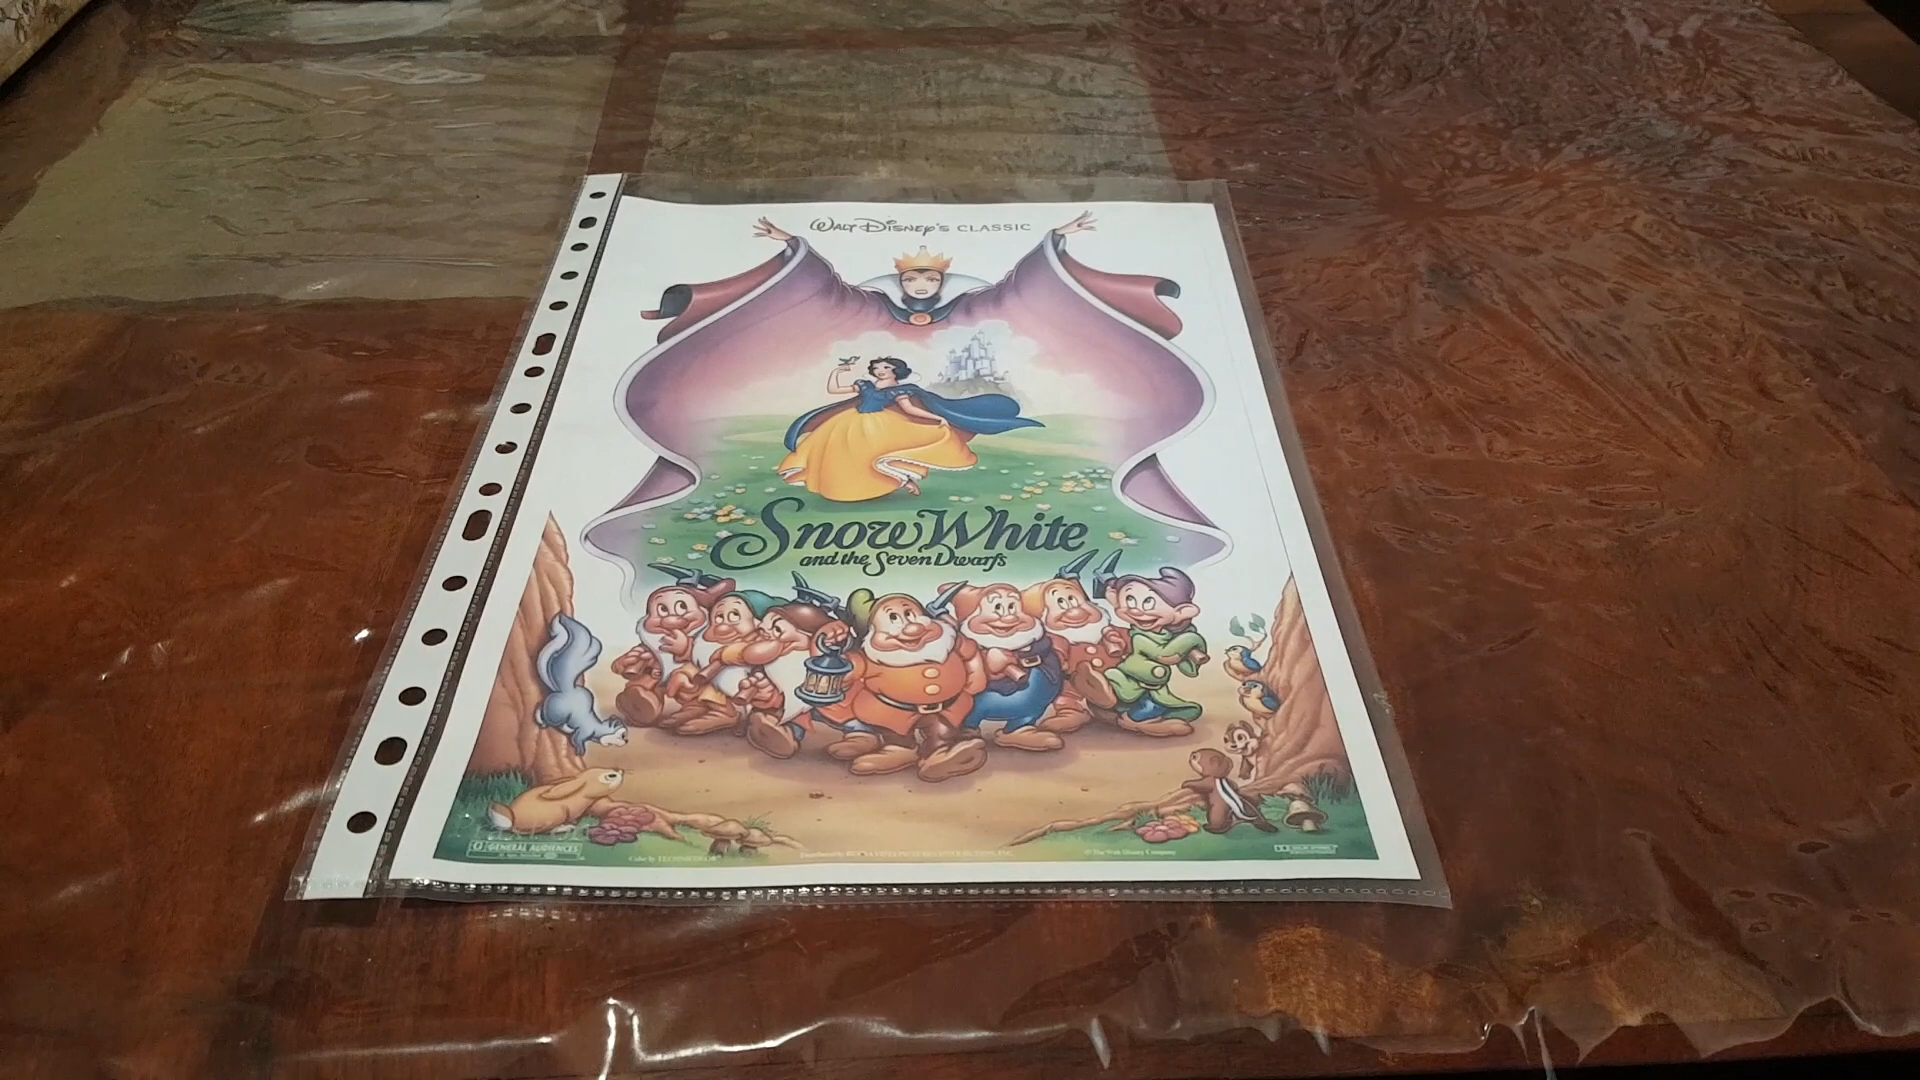 WALT DISNEY'S CLASSIC
Snow White
and the Seven Dwarfs
G GENERAL AUDIENCES
Color by TECHNICOLOR
© The Walt Disney Company